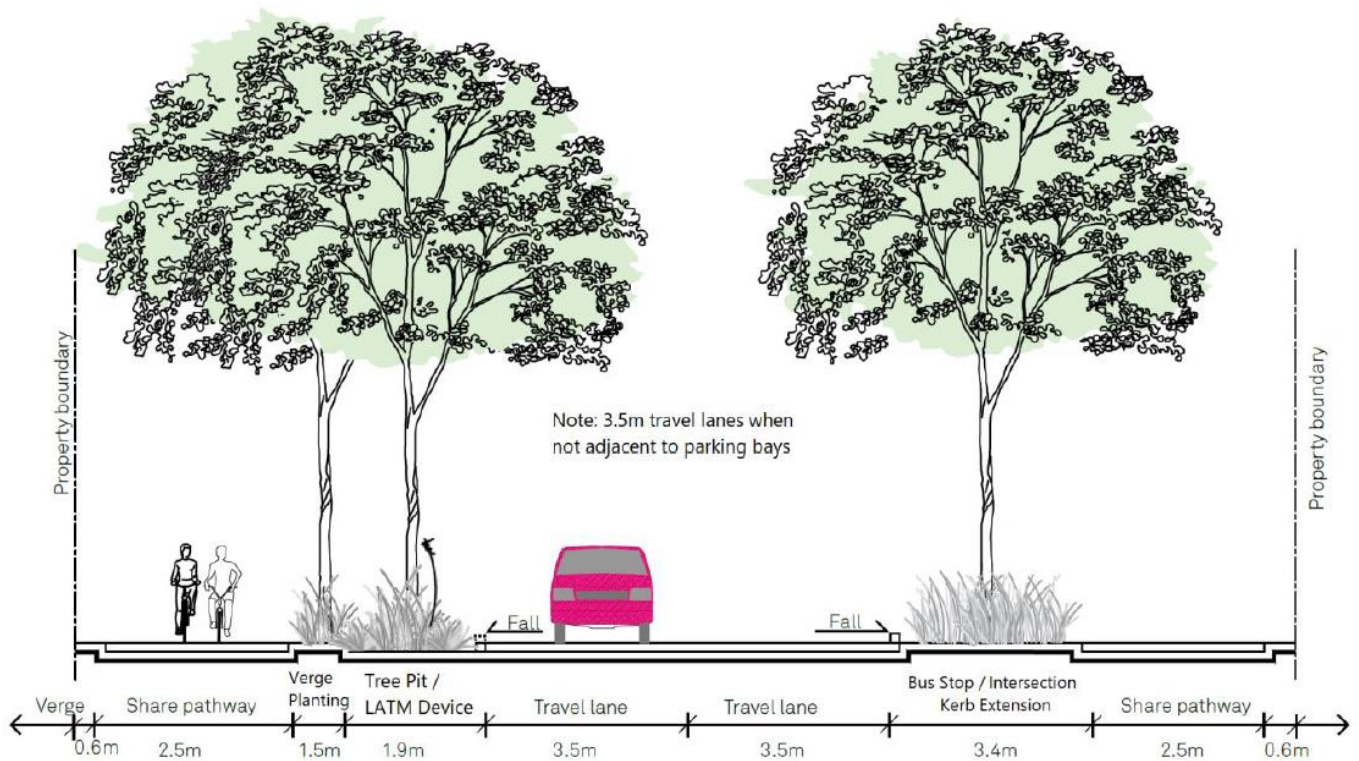 Property boundary
Note: 3.5m travel lanes when
not adjacent to parking bays
Property boundary
Fall
Fall
Verge
Share pathway
Verge
Planting
Tree Pit /
LATM Device
Travel lane
Travel lane
Bus Stop / Intersection
Kerb Extension
Share pathway
0.6m
2.5m
1.5m
1.9m
3.5m
3.5m
3.4m
2.5m
0.6m